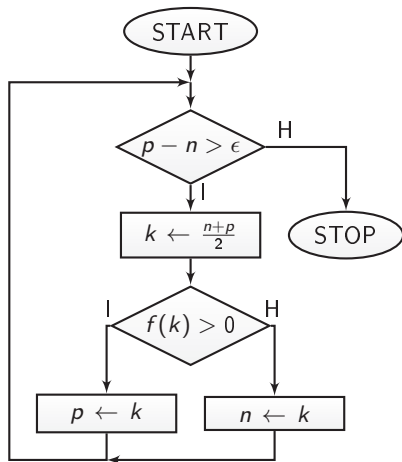 START
p − n > ϵ
H
I
k ← n+p/2
STOP
f(k) > 0
I
H
p ← k
n ← k